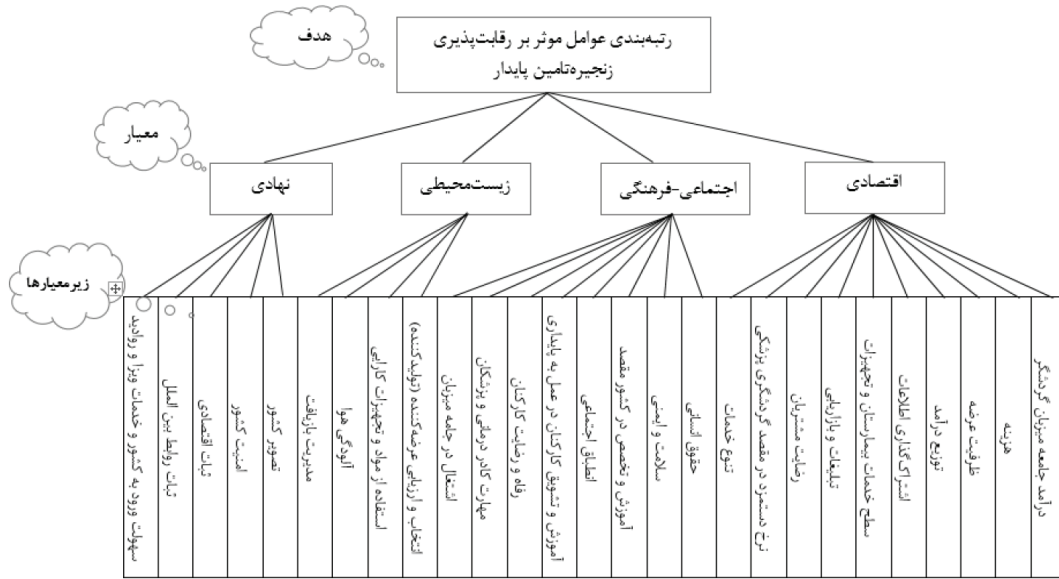 هدف
رتبه‌بندی عوامل موثر بر رقابت‌پذیری
زنجیره‌تامین پایدار
معیار
اقتصادی
اجتماعی-فرهنگی
زیست‌محیطی
نهادی
زیرمعیارها
درآمد جامعه میزبان گردشگر
هزینه
ظرفیت عرضه
توزیع درآمد
اشتراک‌گذاری اطلاعات
سطح خدمات بیمارستان و تجهیزات
تبلیغات و بازاریابی
رضایت مشتریان
نرخ دستمزد در مقصد گردشگری پزشکی
تنوع خدمات
حقوق انسانی
سلامت و ایمنی
آموزش و تخصص در کشور مقصد
انطباق اجتماعی
آموزش و تشویق کارکنان در عمل به پایداری
رفاه و رضایت کارکنان
مهارت کادر درمانی و پزشکان
اشتغال در جامه میزبان
انتخاب و ارزیابی عرضه‌کننده (تولیدکننده)
استفاده از مواد و تجهیزات کارایی
آلودگی هوا
مدیریت بازیافت
تصویر کشور
امنیت کشور
ثبات اقتصادی
ثبات روابط بین الملل
سهولت ورود به کشور و خدمات ویزا و روادید